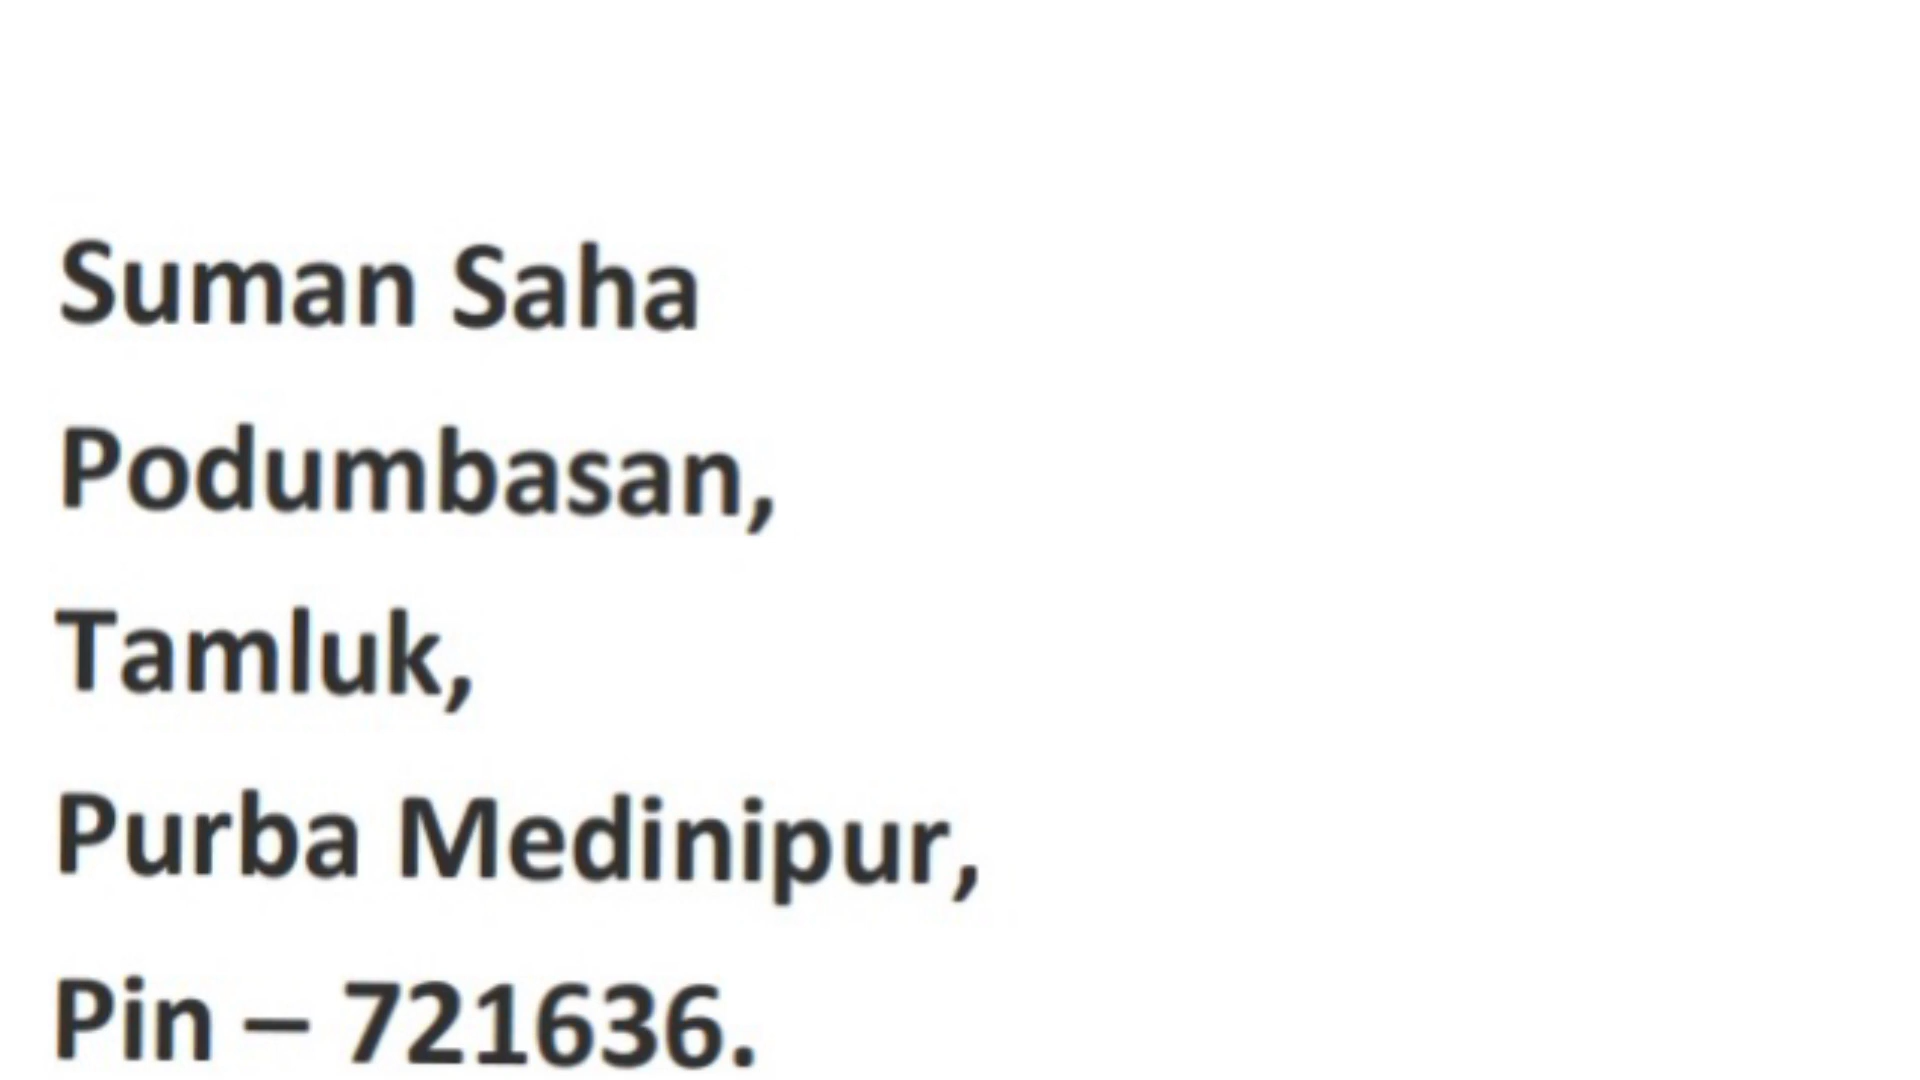 Suman Saha
Podumbasan,
Tamluk,
Purba Medinipur,
Pin – 721636.